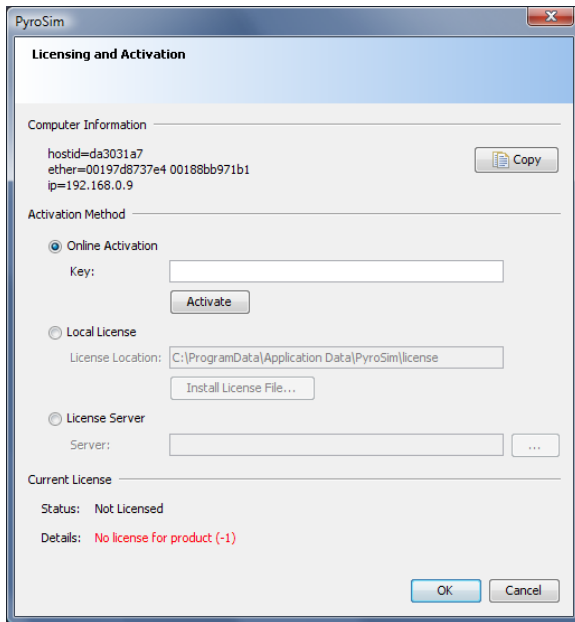 PyroSim
Licensing and Activation
Computer Information
hostid=da3031a7
ether=00197d8737e4 00188bb971b1
ip=192.168.0.9
Copy
Activation Method
Online Activation
Key:
Activate
Local License
License Location: C:\ProgramData\Application Data\PyroSim\license
Install License File...
License Server
Server:
...
Current License
Status: Not Licensed
Details: No license for product (-1)
OK Cancel